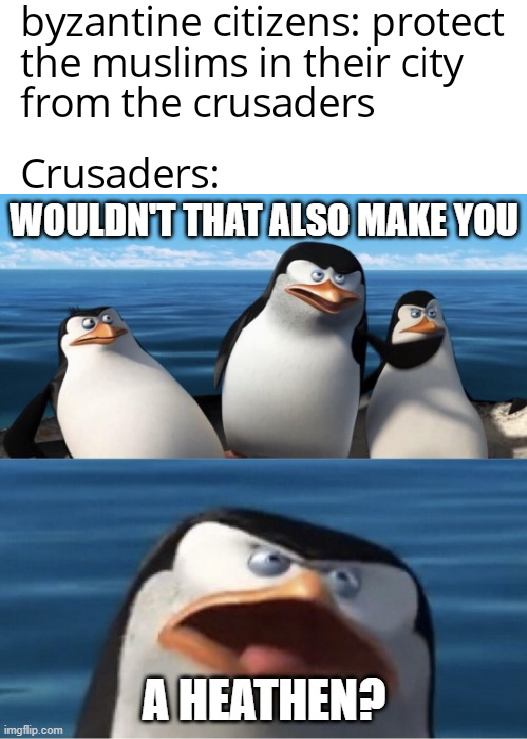 byzantine citizens: protect
the muslims in their city
from the crusaders
Crusaders:
WOULDN'T THAT ALSO MAKE YOU
A HEATHEN?
imgflip.com